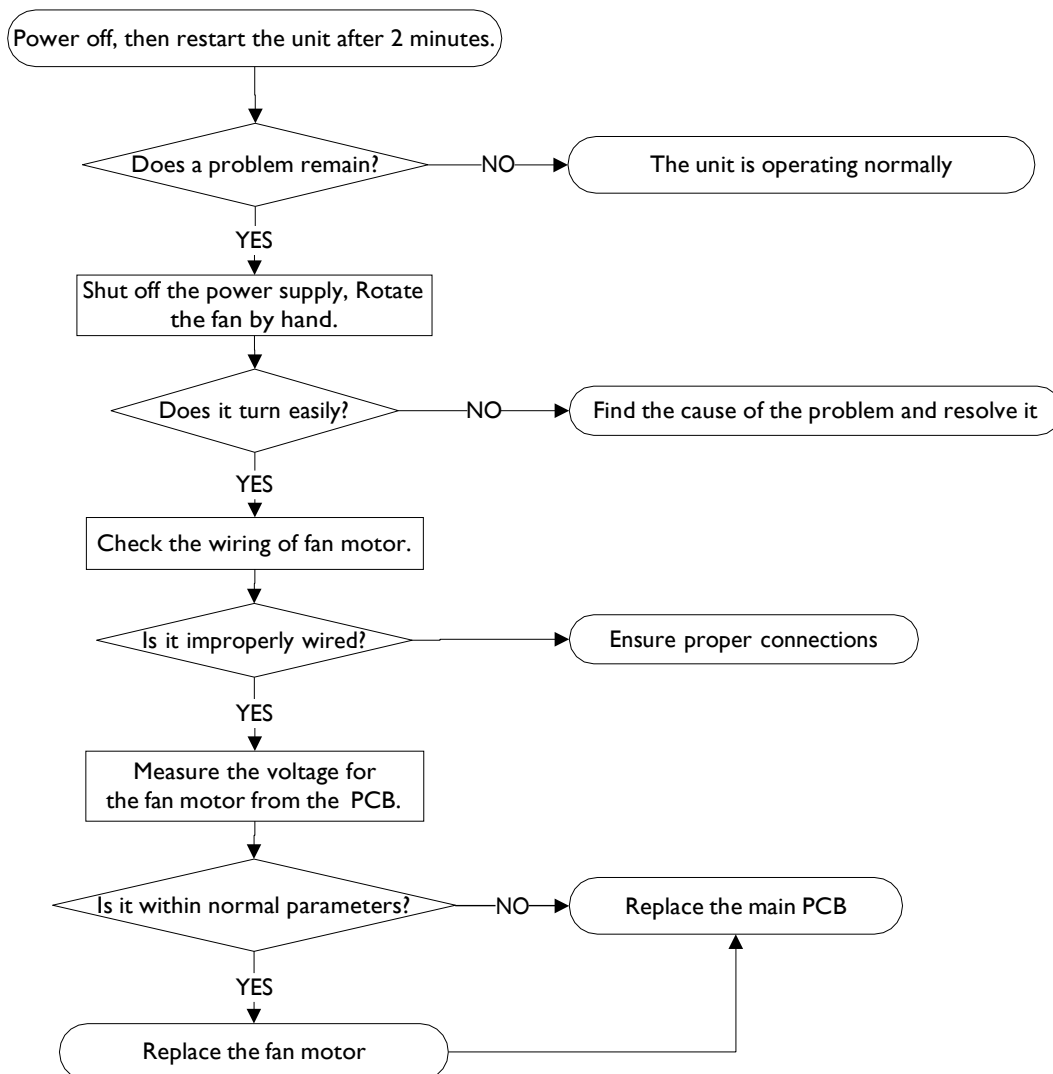 Power off, then restart the unit after 2 minutes.
Does a problem remain?
NO
The unit is operating normally
YES
Shut off the power supply, Rotate
the fan by hand.
Does it turn easily?
NO
Find the cause of the problem and resolve it
YES
Check the wiring of fan motor.
Is it improperly wired?
Ensure proper connections
YES
Measure the voltage for
the fan motor from the PCB.
Is it within normal parameters?
NO
Replace the main PCB
YES
Replace the fan motor